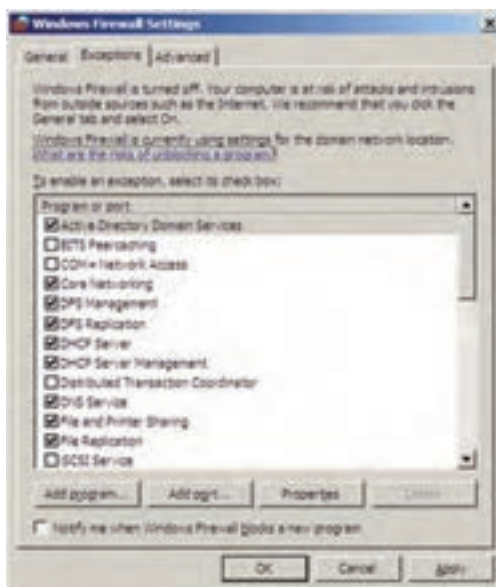 Windows Firewall Settings
General Exceptions Advanced
Windows Firewall is turned off. Your computer is at risk of attacks and intrusions
from outside sources such as the Internet. We recommend that you click the
General tab and select On.
Windows Firewall is currently using settings for the domain network location.
What are the risks of unblocking a program?
To enable an exception, select its check box:
Program or port
Active Directory Domain Services
BITS Peercaching
COM+ Network Access
Core Networking
DFS Management
DFS Replication
DHCP Server
DHCP Server Management
Distributed Transaction Coordinator
DNS Service
File and Printer Sharing
File Replication
iSCSI Service
Add program... Add port... Properties Delete
Notify me when Windows Firewall blocks a new program
OK Cancel Apply